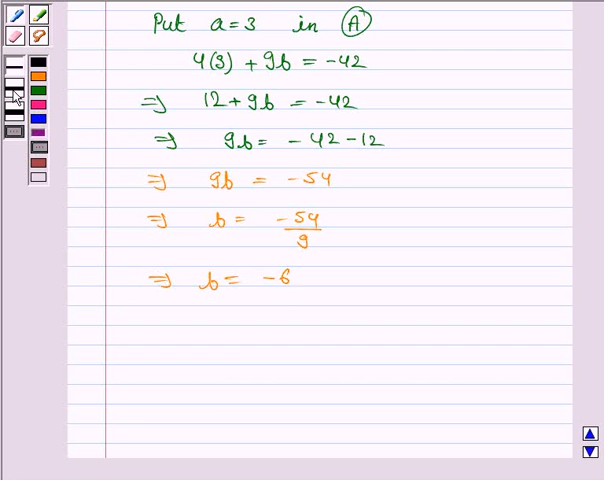 Put a=3 in (A)
4(3) + 9b = -42
⇒ 12 + 9b = -42
⇒ 9b = - 42 - 12
⇒ 9b = -54
⇒ b = -54/9
⇒ b = -6